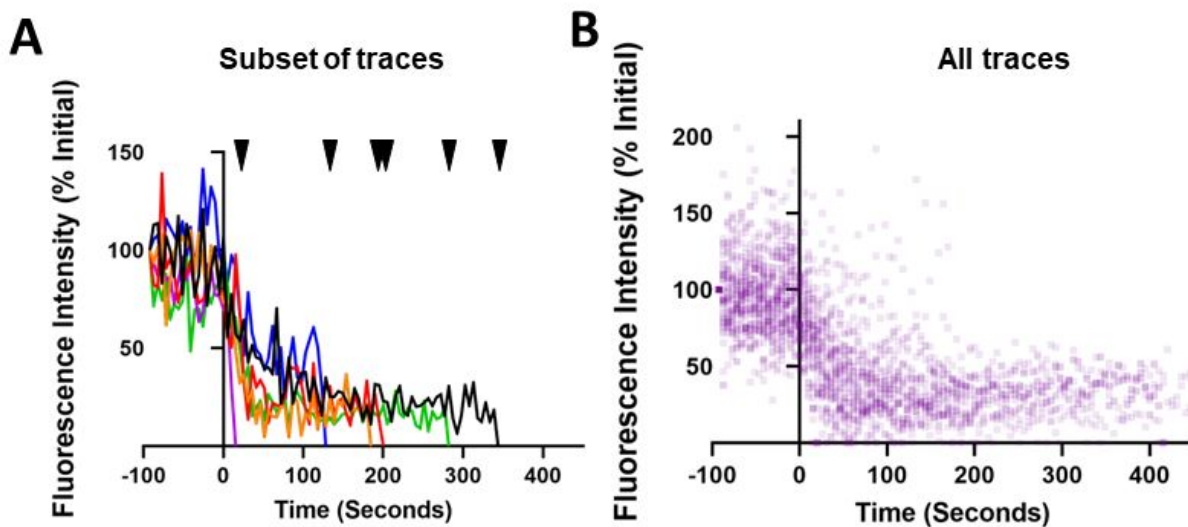 A
Subset of traces
Fluorescence Intensity (% Initial)
150
100
50
-100
0
100
200
300
400
Time (Seconds)
B
All traces
Fluorescence Intensity (% Initial)
200
150
100
50
-100
0
100
200
300
400
Time (Seconds)